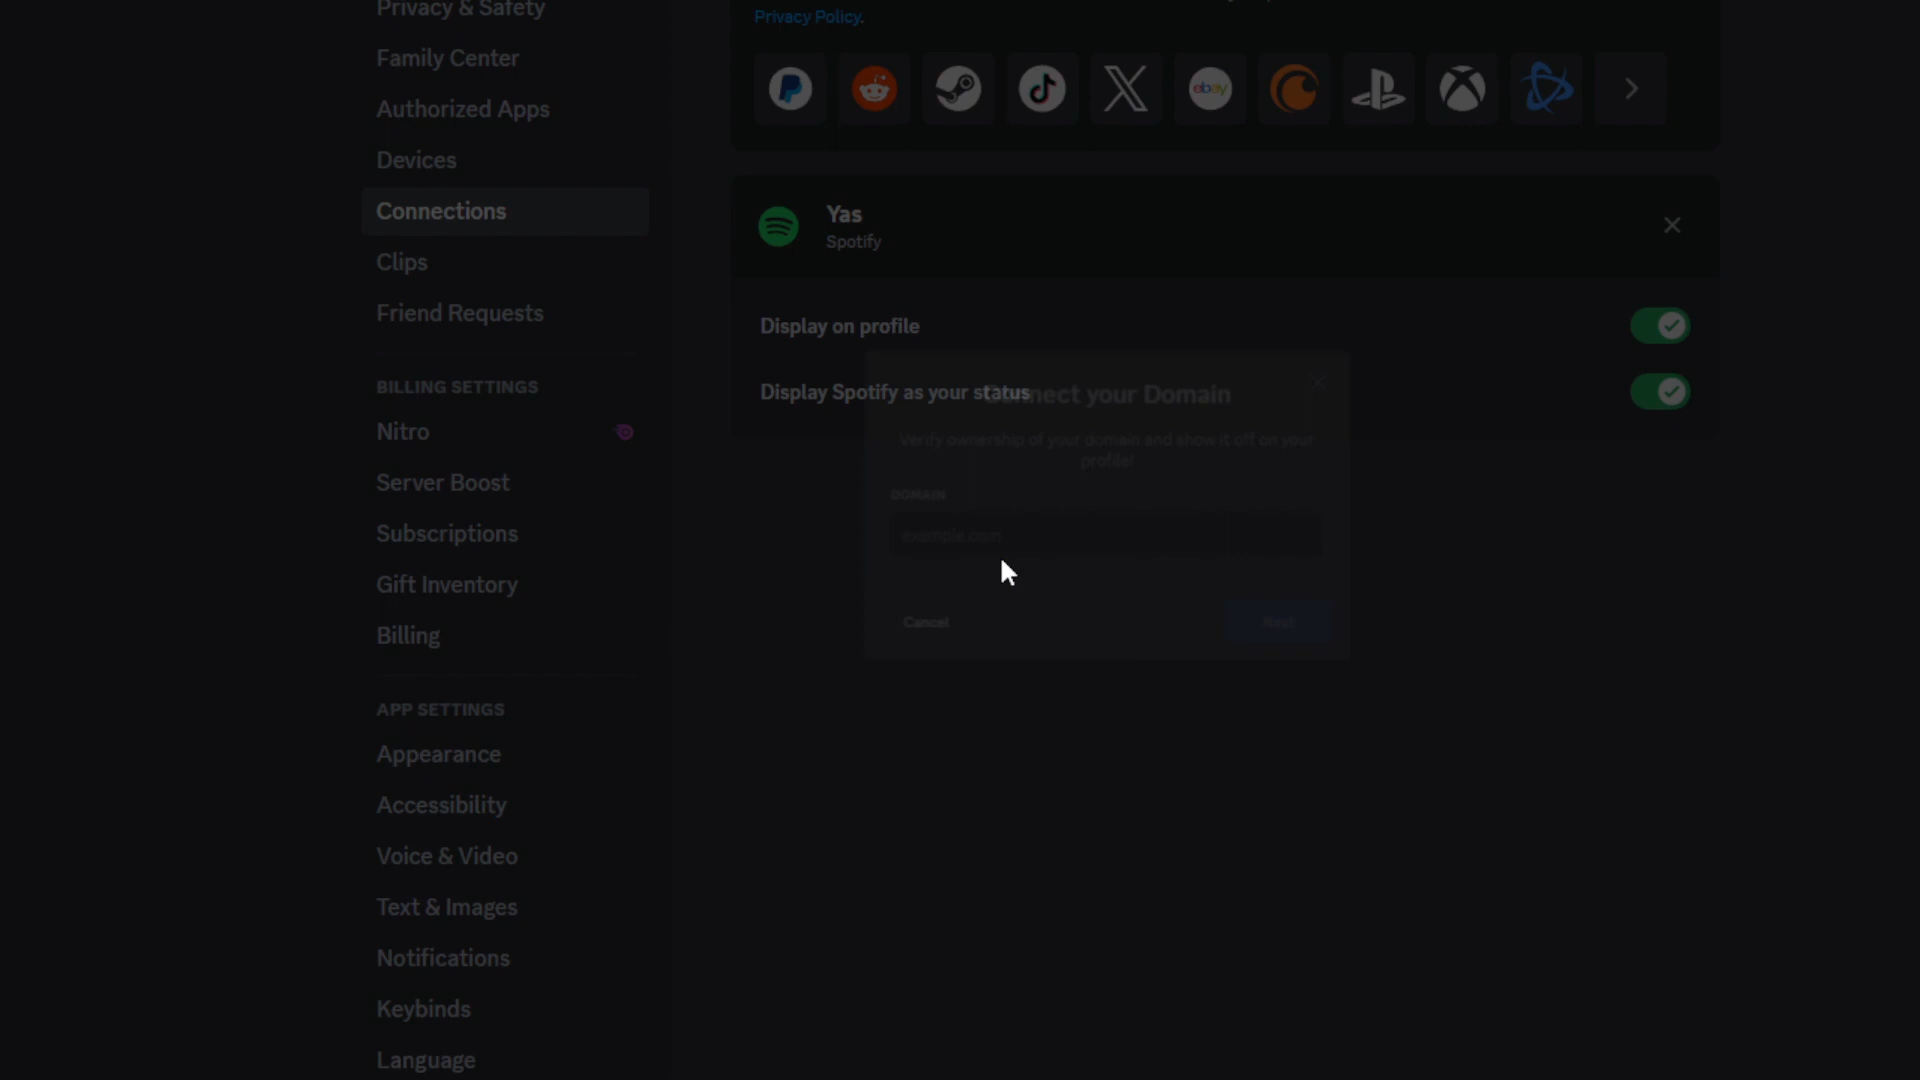 Privacy & Safety
Family Center
Authorized Apps
Devices
Connections
Clips
Friend Requests
BILLING SETTINGS
Nitro
Server Boost
Subscriptions
Gift Inventory
Billing
APP SETTINGS
Appearance
Accessibility
Voice & Video
Text & Images
Notifications
Keybinds
Language
Privacy Policy.
ebay
Yas
Spotify
Display on profile
Display Spotify as your status
Connect your Domain
Verify ownership of your domain and show it off on your
profile!
DOMAIN
example.com
Cancel
Next